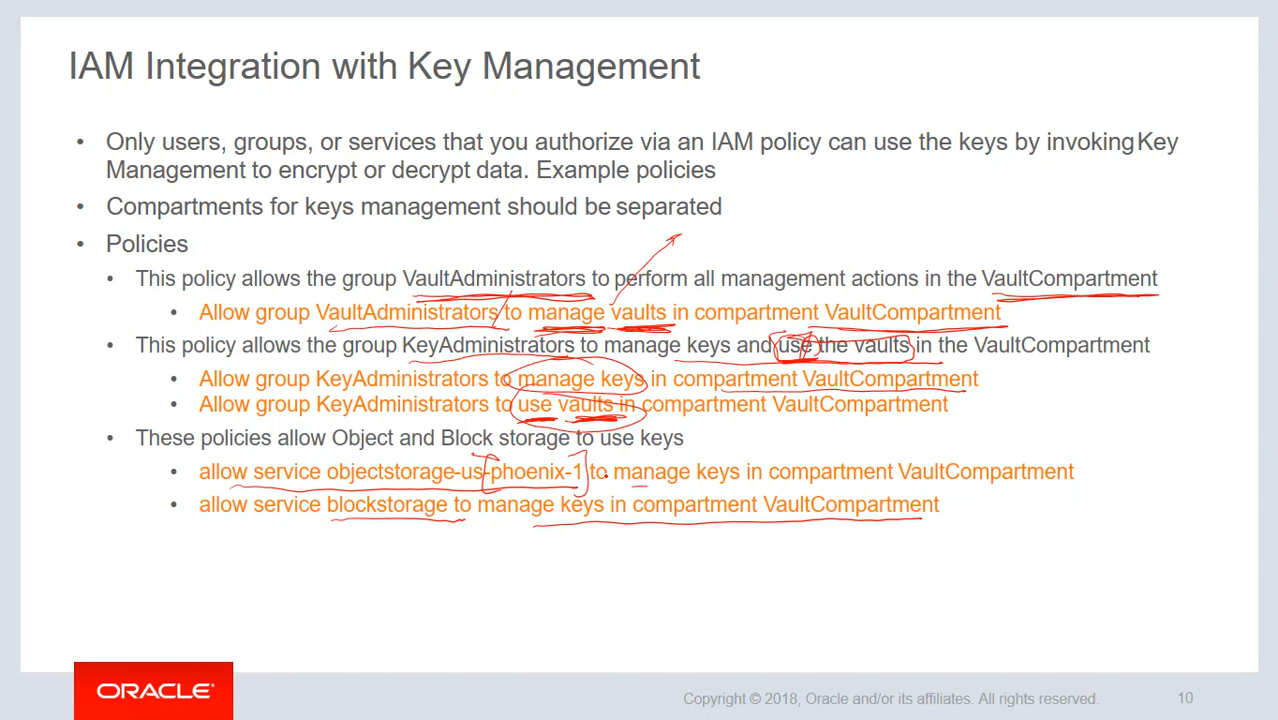 IAM Integration with Key Management
• Only users, groups, or services that you authorize via an IAM policy can use the keys by invoking Key
Management to encrypt or decrypt data. Example policies
• Compartments for keys management should be separated
• Policies
• This policy allows the group VaultAdministrators to perform all management actions in the VaultCompartment
• Allow group VaultAdministrators to manage vaults in compartment VaultCompartment
• This policy allows the group KeyAdministrators to manage keys and use the vaults in the VaultCompartment
• Allow group KeyAdministrators to manage keys in compartment VaultCompartment
• Allow group KeyAdministrators to use vaults in compartment VaultCompartment
• These policies allow Object and Block storage to use keys
• allow service objectstorage-us-phoenix-1 to manage keys in compartment VaultCompartment
• allow service blockstorage to manage keys in compartment VaultCompartment
ORACLE®
Copyright © 2018, Oracle and/or its affiliates. All rights reserved.
10